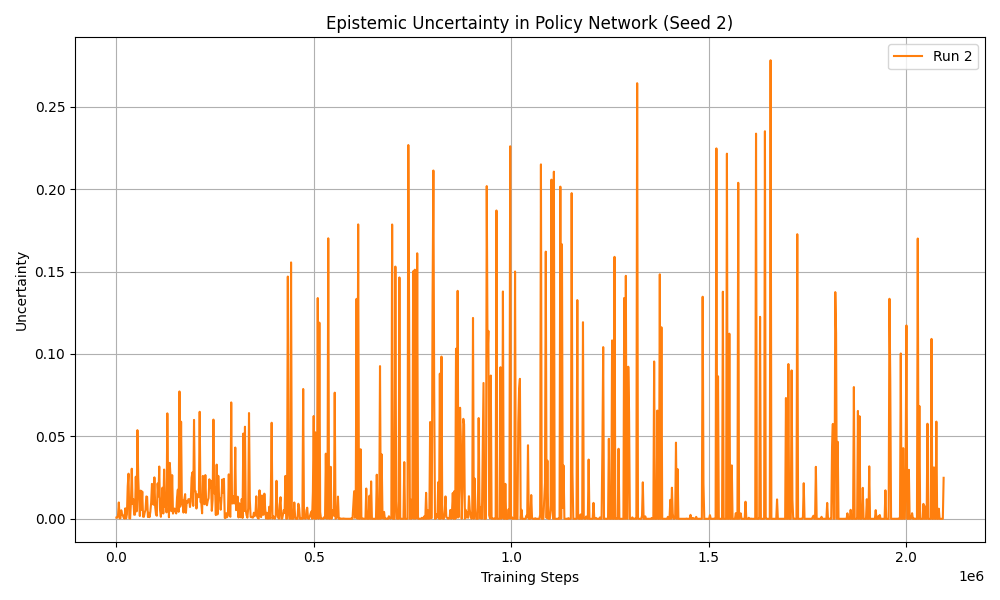 Epistemic Uncertainty in Policy Network (Seed 2)
Run 2
Uncertainty
0.25
0.20
0.15
0.10
0.05
0.00
0.0 0.5 1.0 1.5 2.0
1e6
Training Steps